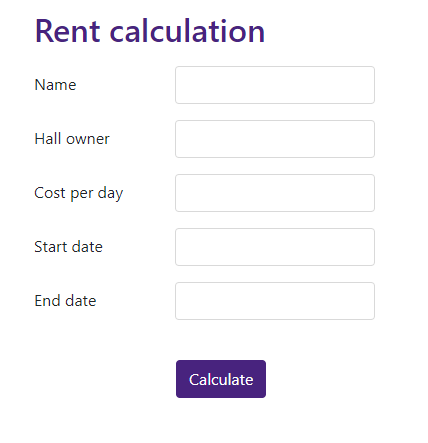 Rent calculation
Name
Hall owner
Cost per day
Start date
End date
Calculate